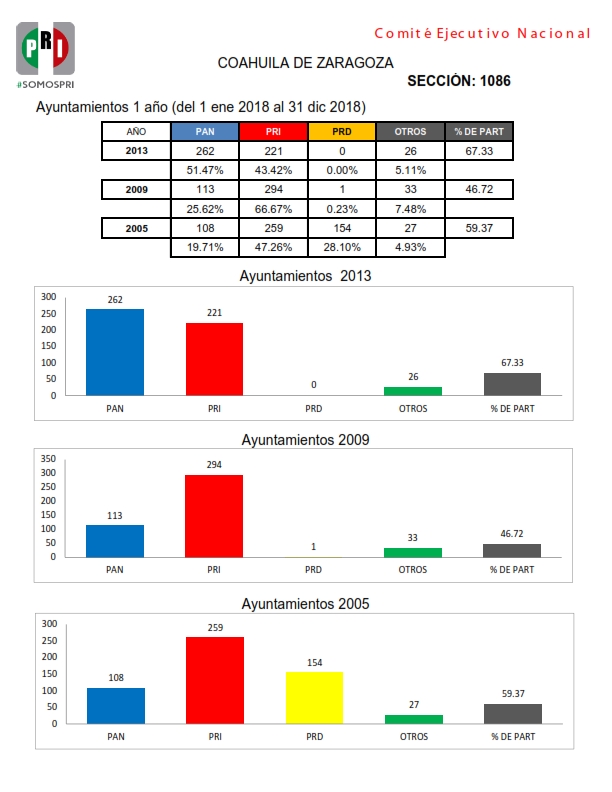 Comité Ejecutivo Nacional
PRI
#SOMOSPRI
COAHUILA DE ZARAGOZA
SECCIÓN: 1086
Ayuntamientos 1 año (del 1 ene 2018 al 31 dic 2018)
AÑO PAN PRI PRD OTROS % DE PART
2013 262 221 0 26 67.33
51.47% 43.42% 0.00% 5.11%
2009 113 294 1 33 46.72
25.62% 66.67% 0.23% 7.48%
2005 108 259 154 27 59.37
19.71% 47.26% 28.10% 4.93%
Ayuntamientos 2013
300
250
200
150
100
50
0
262 221 0 26 67.33
PAN PRI PRD OTROS % DE PART
Ayuntamientos 2009
350
300
250
200
150
100
50
0
113 294 1 33 46.72
PAN PRI PRD OTROS % DE PART
Ayuntamientos 2005
300
250
200
150
100
50
0
108 259 154 27 59.37
PAN PRI PRD OTROS % DE PART